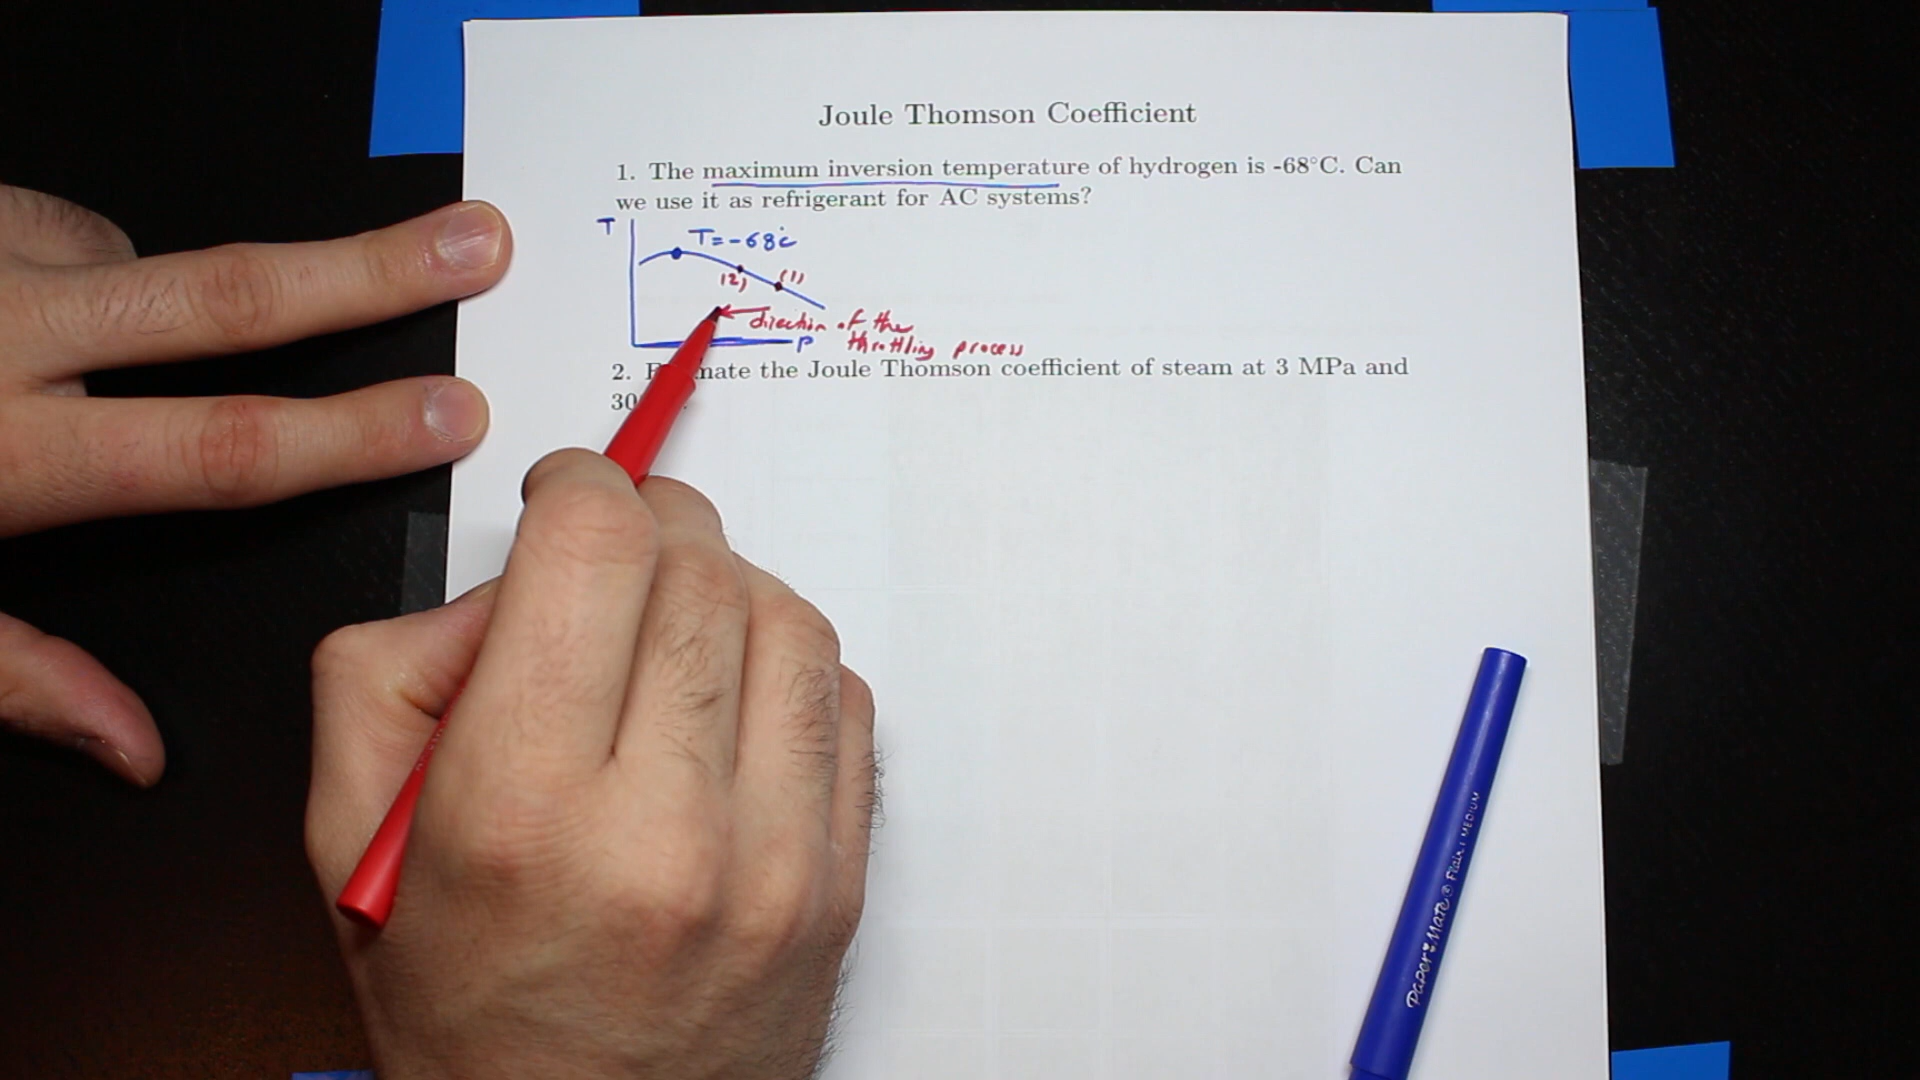 Joule Thomson Coefficient
1. The maximum inversion temperature of hydrogen is -68°C. Can
we use it as refrigerant for AC systems?
T
T=-68°c
(2)
(1)
direction of the
throttling process
P
2. mate the Joule Thomson coefficient of steam at 3 MPa and
30
Paper Mate Flair MEDIUM